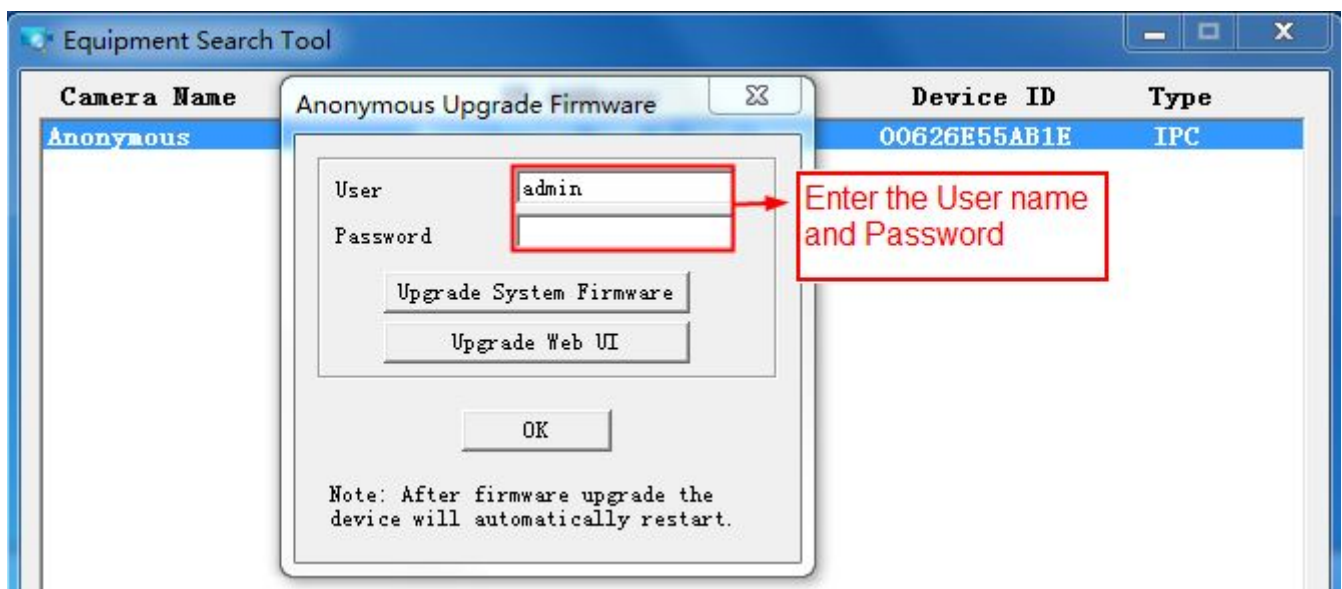 Equipment Search Tool
Camera Name Device ID Type
Anonymous Upgrade Firmware
Anonymous 00626E55AB1E IPC
User admin
Enter the User name
and Password
Password
Upgrade System Firmware
Upgrade Web UI
OK
Note: After firmware upgrade the
device will automatically restart.